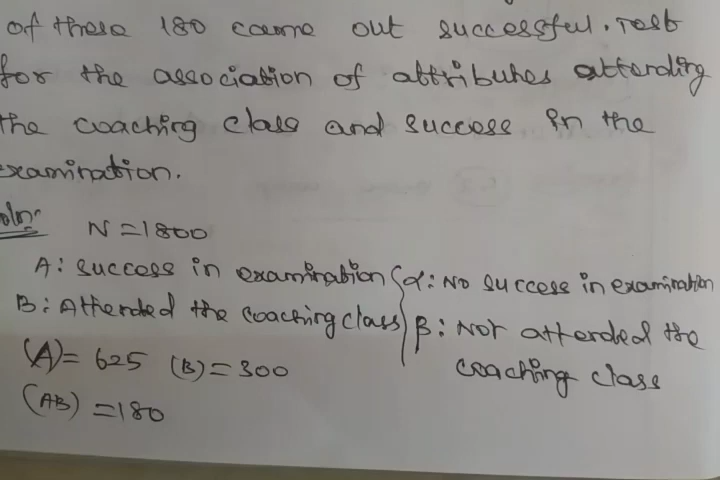 of these 180 came out successful. Test
for the association of attributes attending
the coaching class and success in the
examination.
Soln:
N = 1800
A: Success in examination α: No success in examination
B: Attended the coaching class β: Not attended the
coaching class
(A) = 625 (B) = 300
(AB) = 180